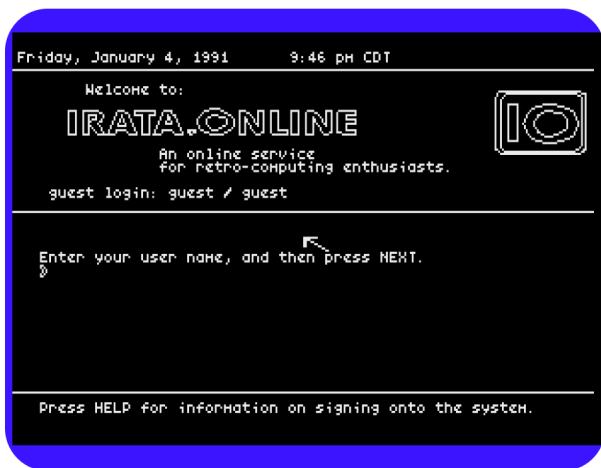 Friday, January 4, 1991 9:46 pm CDT
Welcome to:
IRATA.ONLINE
IO
An online service
for retro-computing enthusiasts.
guest login: guest / guest
Enter your user name, and then press NEXT.
Press HELP for information on signing onto the system.